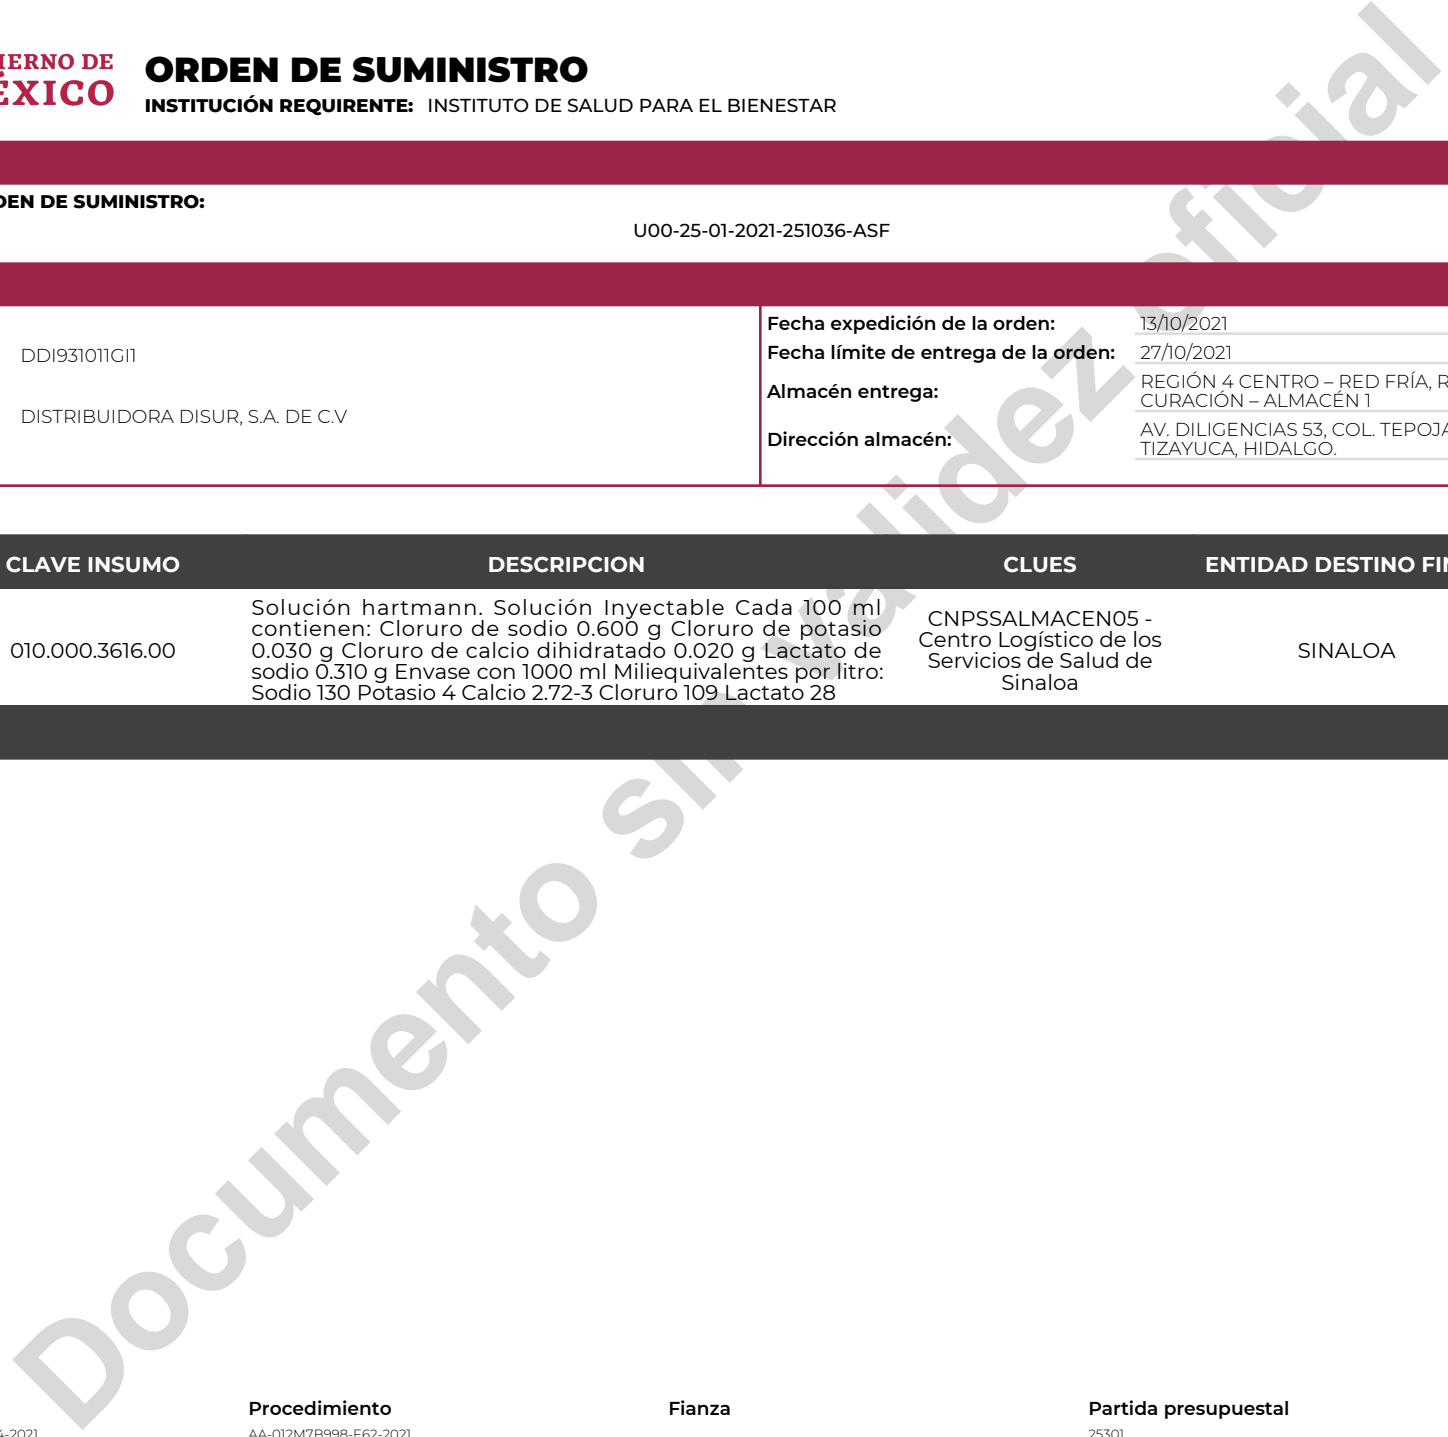 IERNO DE
ÉXICO
ORDEN DE SUMINISTRO
INSTITUCIÓN REQUIRENTE: INSTITUTO DE SALUD PARA EL BIENESTAR
DEN DE SUMINISTRO:
U00-25-01-2021-251036-ASF
DDI931011GI1
DISTRIBUIDORA DISUR, S.A. DE C.V
Fecha expedición de la orden: 13/10/2021
Fecha límite de entrega de la orden: 27/10/2021
Almacén entrega: REGIÓN 4 CENTRO – RED FRÍA, R
CURACIÓN – ALMACÉN 1
Dirección almacén: AV. DILIGENCIAS 53, COL. TEPOJA
TIZAYUCA, HIDALGO.
CLAVE INSUMO DESCRIPCION CLUES ENTIDAD DESTINO FIN
010.000.3616.00
Solución hartmann. Solución Inyectable Cada 100 ml
contienen: Cloruro de sodio 0.600 g Cloruro de potasio
0.030 g Cloruro de calcio dihidratado 0.020 g Lactato de
sodio 0.310 g Envase con 1000 ml Miliequivalentes por litro:
Sodio 130 Potasio 4 Calcio 2.72-3 Cloruro 109 Lactato 28
CNPSSALMACEN05 -
Centro Logístico de los
Servicios de Salud de
Sinaloa
SINALOA
Documento sin validez oficial
Procedimiento Fianza Partida presupuestal
4-2021 AA-012M7B998-E62-2021 25301